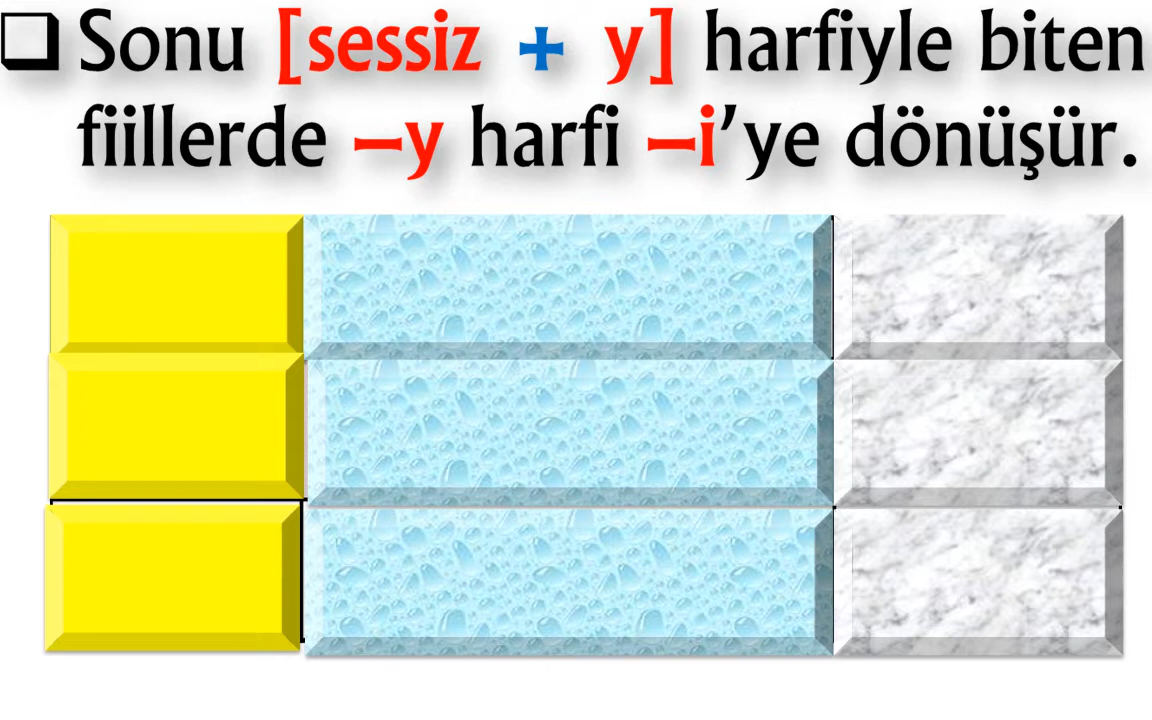 ❑ Sonu [sessiz + y] harfiyle biten
fiillerde –y harfi –i’ye dönüşür.